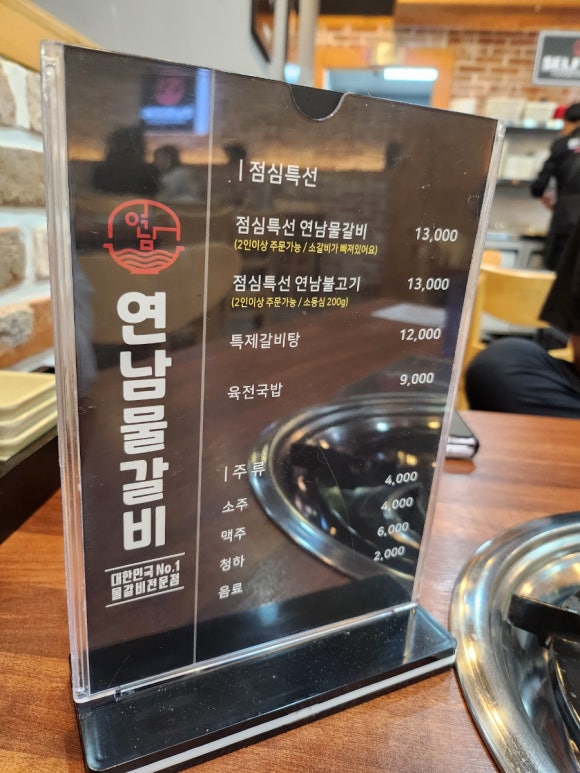 연남
연남물갈비
대한민국 No.1
물갈비전문점
| 점심특선
점심특선 연남물갈비 13,000
(2인이상 주문가능 / 소갈비가 빠져있어요)
점심특선 연남불고기 13,000
(2인이상 주문가능 / 소등심 200g)
특제갈비탕 12,000
육전국밥 9,000
| 주류
소주 4,000
맥주 4,000
청하 6,000
음료 2,000
SELF